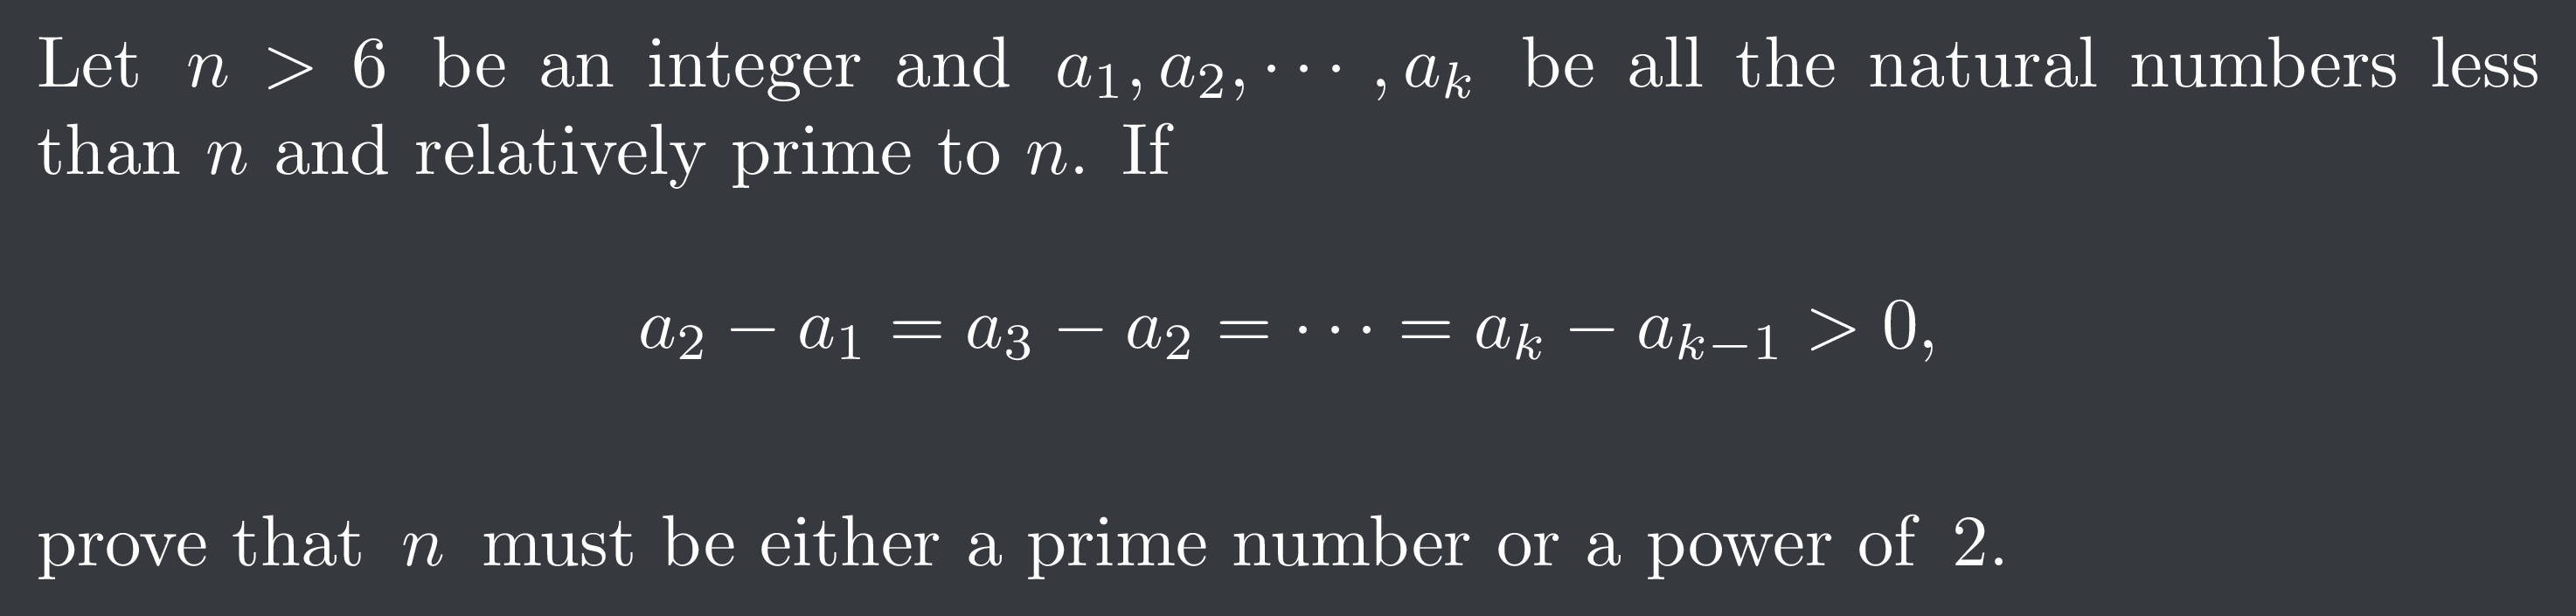 Let n > 6 be an integer and a₁, a₂, ⋯ , aₖ be all the natural numbers less
than n and relatively prime to n. If
a₂ − a₁ = a₃ − a₂ = ⋯ = aₖ − aₖ₋₁ > 0,
prove that n must be either a prime number or a power of 2.